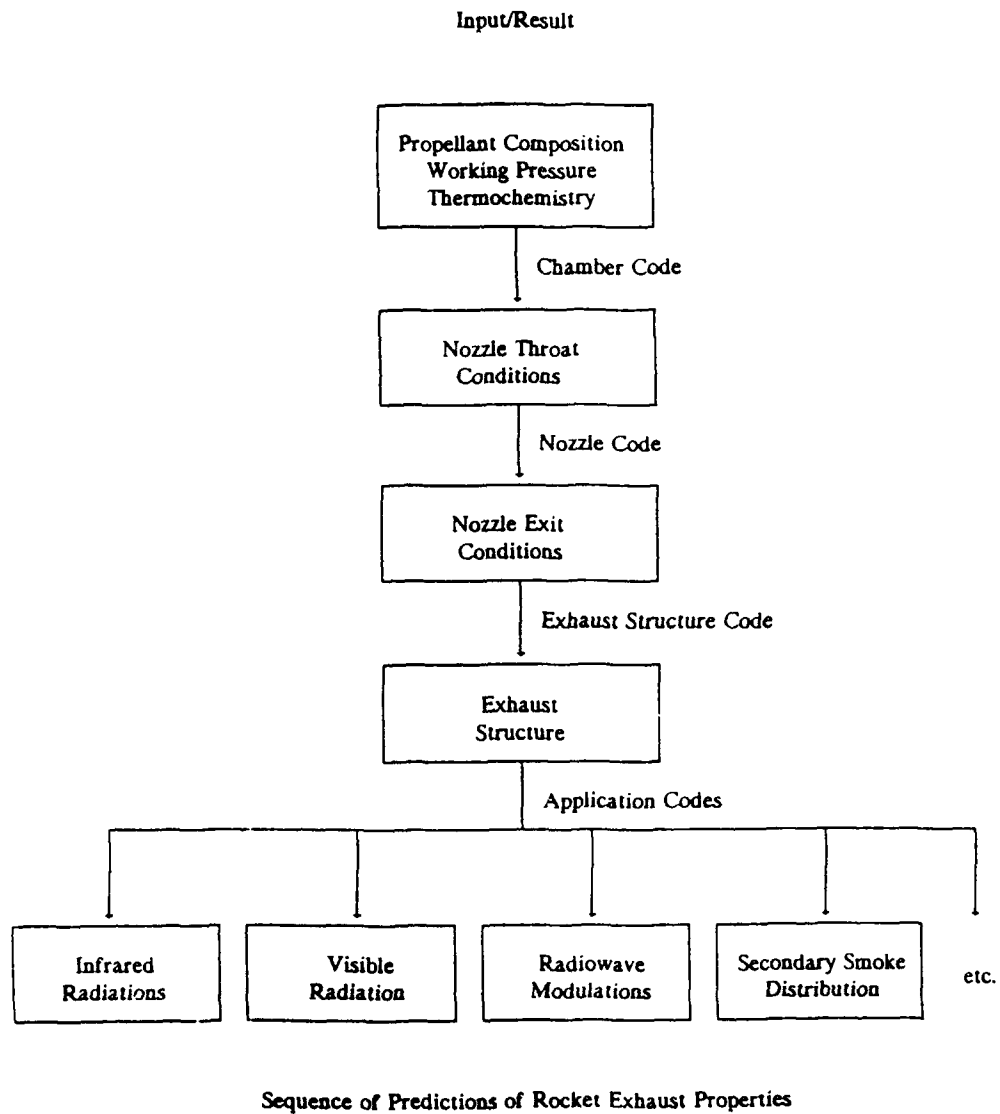 Input/Result
Propellant Composition
Working Pressure
Thermochemistry
Chamber Code
Nozzle Throat
Conditions
Nozzle Code
Nozzle Exit
Conditions
Exhaust Structure Code
Exhaust
Structure
Application Codes
Infrared
Radiations
Visible
Radiation
Radiowave
Modulations
Secondary Smoke
Distribution
etc.
Sequence of Predictions of Rocket Exhaust Properties